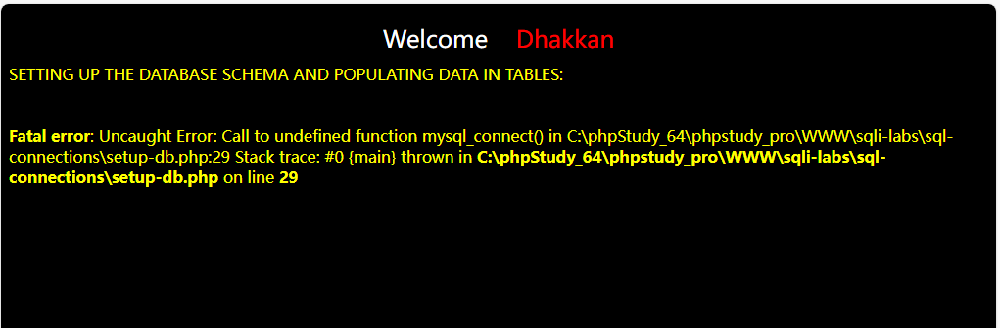 Welcome Dhakkan
SETTING UP THE DATABASE SCHEMA AND POPULATING DATA IN TABLES:
Fatal error: Uncaught Error: Call to undefined function mysql_connect() in C:\phpStudy_64\phpstudy_pro\WWW\sqli-labs\sql-
connections\setup-db.php:29 Stack trace: #0 {main} thrown in C:\phpStudy_64\phpstudy_pro\WWW\sqli-labs\sql-
connections\setup-db.php on line 29